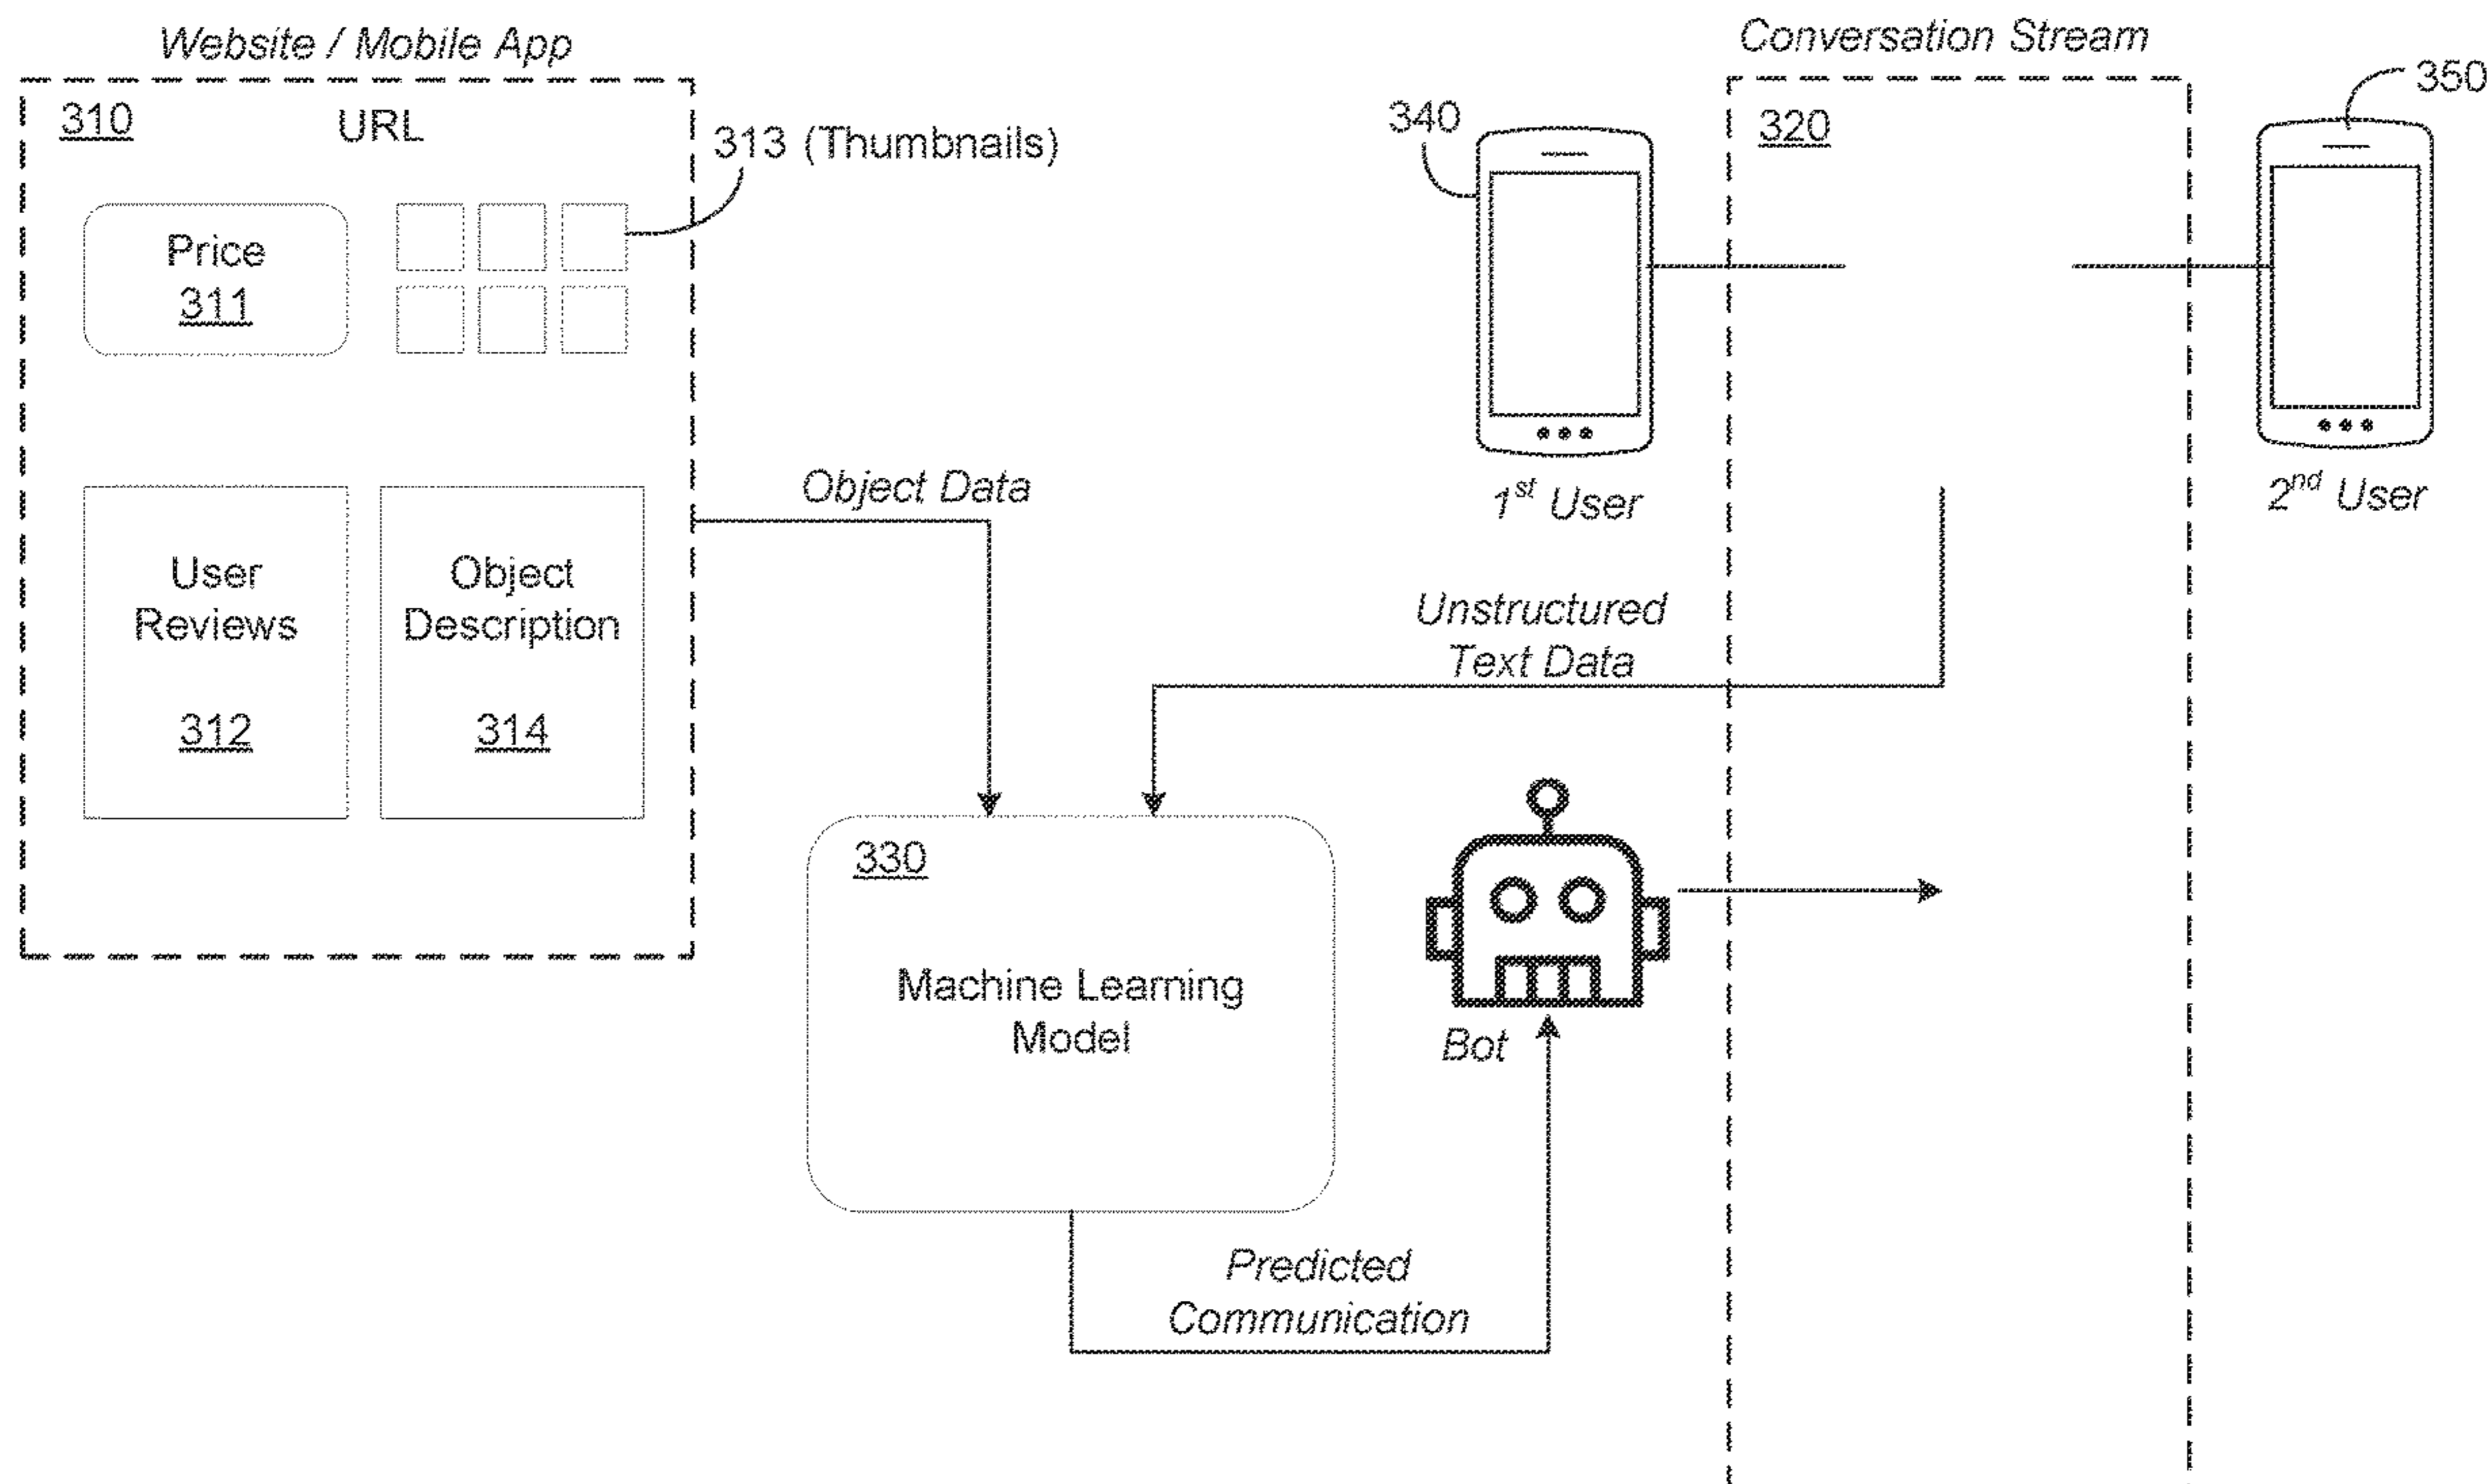 Website / Mobile App
310
URL
313 (Thumbnails)
Price
311
User
Reviews
312
Object
Description
314
Object Data
Conversation Stream
320
340
1st User
350
2nd User
Unstructured
Text Data
330
Machine Learning
Model
Bot
Predicted
Communication